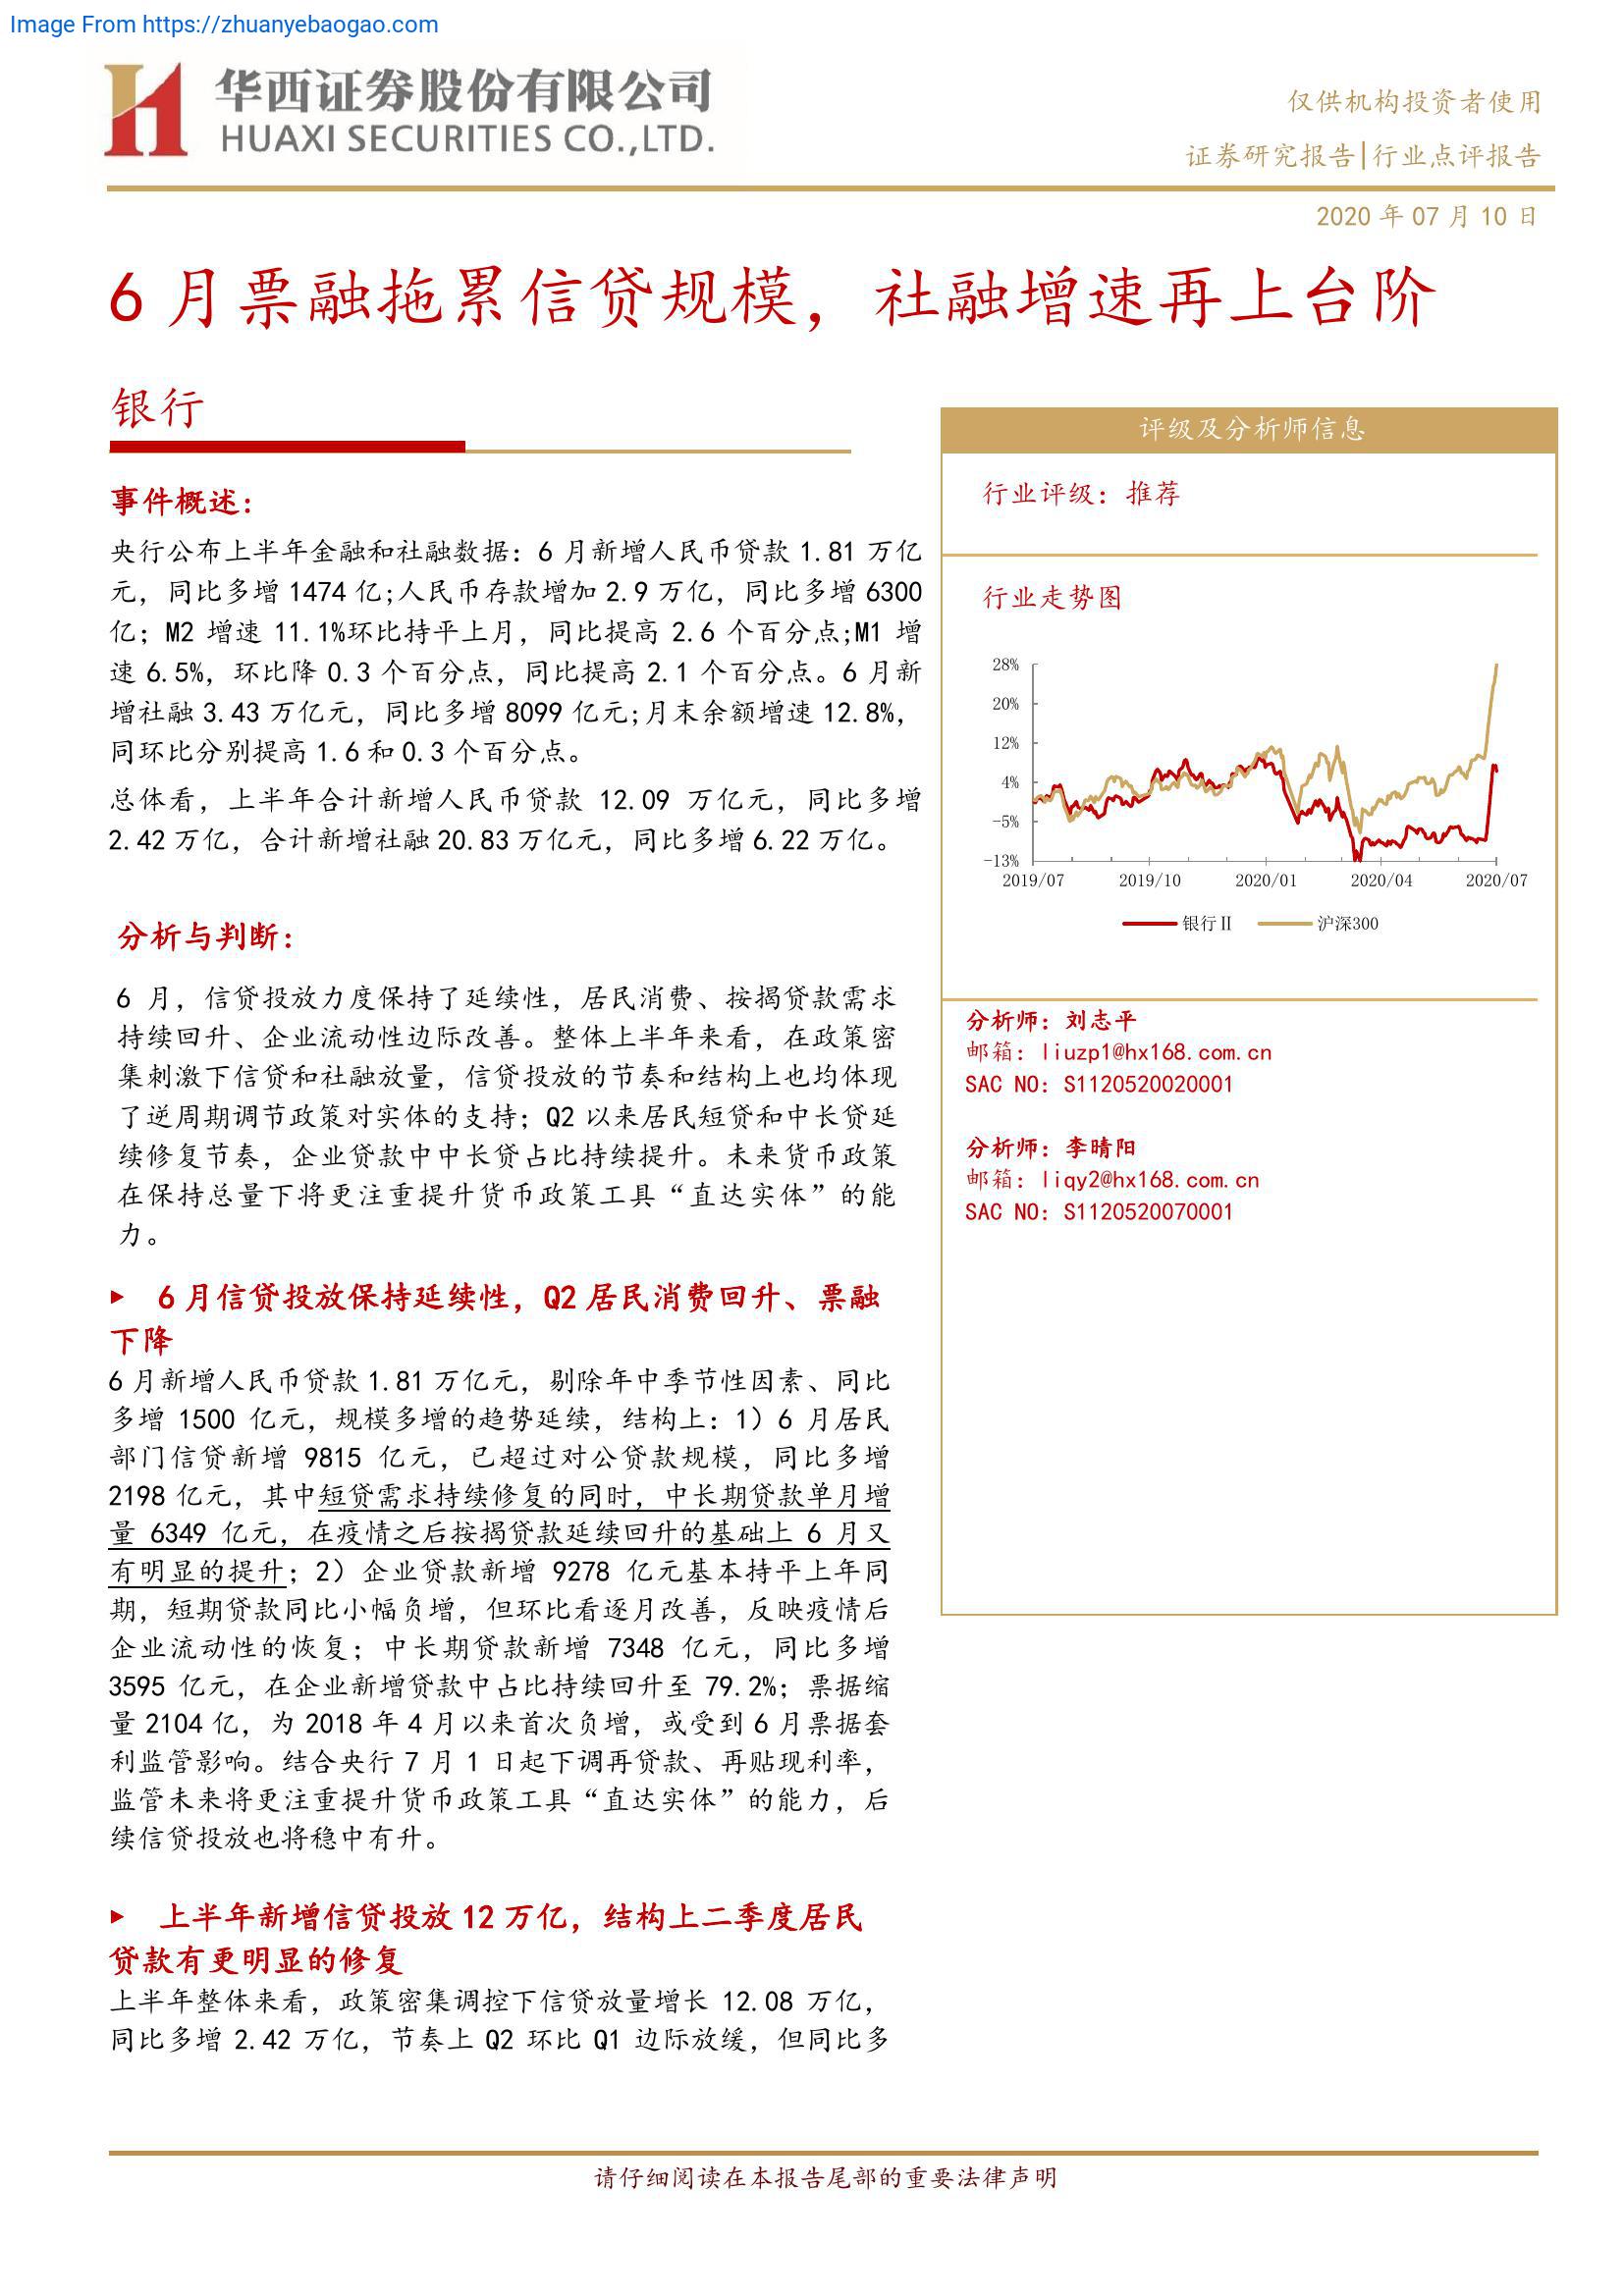 Image From https://zhuanyebaogao.com
华西证券股份有限公司
HUAXI SECURITIES CO.,LTD.
仅供机构投资者使用
证券研究报告|行业点评报告
2020 年 07 月 10 日
6 月票融拖累信贷规模，社融增速再上台阶
银行
事件概述：
央行公布上半年金融和社融数据：6 月新增人民币贷款 1.81 万亿
元，同比多增 1474 亿;人民币存款增加 2.9 万亿，同比多增 6300
亿；M2 增速 11.1%环比持平上月，同比提高 2.6 个百分点;M1 增
速 6.5%，环比降 0.3 个百分点，同比提高 2.1 个百分点。6 月新
增社融 3.43 万亿元，同比多增 8099 亿元;月末余额增速 12.8%，
同环比分别提高 1.6 和 0.3 个百分点。
总体看，上半年合计新增人民币贷款 12.09 万亿元，同比多增
2.42 万亿，合计新增社融 20.83 万亿元，同比多增 6.22 万亿。
分析与判断：
6 月，信贷投放力度保持了延续性，居民消费、按揭贷款需求
持续回升、企业流动性边际改善。整体上半年来看，在政策密
集刺激下信贷和社融放量，信贷投放的节奏和结构上也均体现
了逆周期调节政策对实体的支持；Q2 以来居民短贷和中长贷延
续修复节奏，企业贷款中中长贷占比持续提升。未来货币政策
在保持总量下将更注重提升货币政策工具“直达实体”的能
力。
► 6 月信贷投放保持延续性，Q2 居民消费回升、票融
下降
6 月新增人民币贷款 1.81 万亿元，剔除年中季节性因素、同比
多增 1500 亿元，规模多增的趋势延续，结构上：1）6 月居民
部门信贷新增 9815 亿元，已超过对公贷款规模，同比多增
2198 亿元，其中短贷需求持续修复的同时，中长期贷款单月增
量 6349 亿元，在疫情之后按揭贷款延续回升的基础上 6 月又
有明显的提升；2）企业贷款新增 9278 亿元基本持平上年同
期，短期贷款同比小幅负增，但环比看逐月改善，反映疫情后
企业流动性的恢复；中长期贷款新增 7348 亿元，同比多增
3595 亿元，在企业新增贷款中占比持续回升至 79.2%；票据缩
量 2104 亿，为 2018 年 4 月以来首次负增，或受到 6 月票据套
利监管影响。结合央行 7 月 1 日起下调再贷款、再贴现利率，
监管未来将更注重提升货币政策工具“直达实体”的能力，后
续信贷投放也将稳中有升。
► 上半年新增信贷投放 12 万亿，结构上二季度居民
贷款有更明显的修复
上半年整体来看，政策密集调控下信贷放量增长 12.08 万亿，
同比多增 2.42 万亿，节奏上 Q2 环比 Q1 边际放缓，但同比多
评级及分析师信息
行业评级：推荐
行业走势图
28%
20%
12%
4%
-5%
-13%
2019/07 2019/10 2020/01 2020/04 2020/07
银行Ⅱ 沪深300
分析师：刘志平
邮箱：liuzp1@hx168.com.cn
SAC NO：S1120520020001
分析师：李晴阳
邮箱：liqy2@hx168.com.cn
SAC NO：S1120520070001
请仔细阅读在本报告尾部的重要法律声明